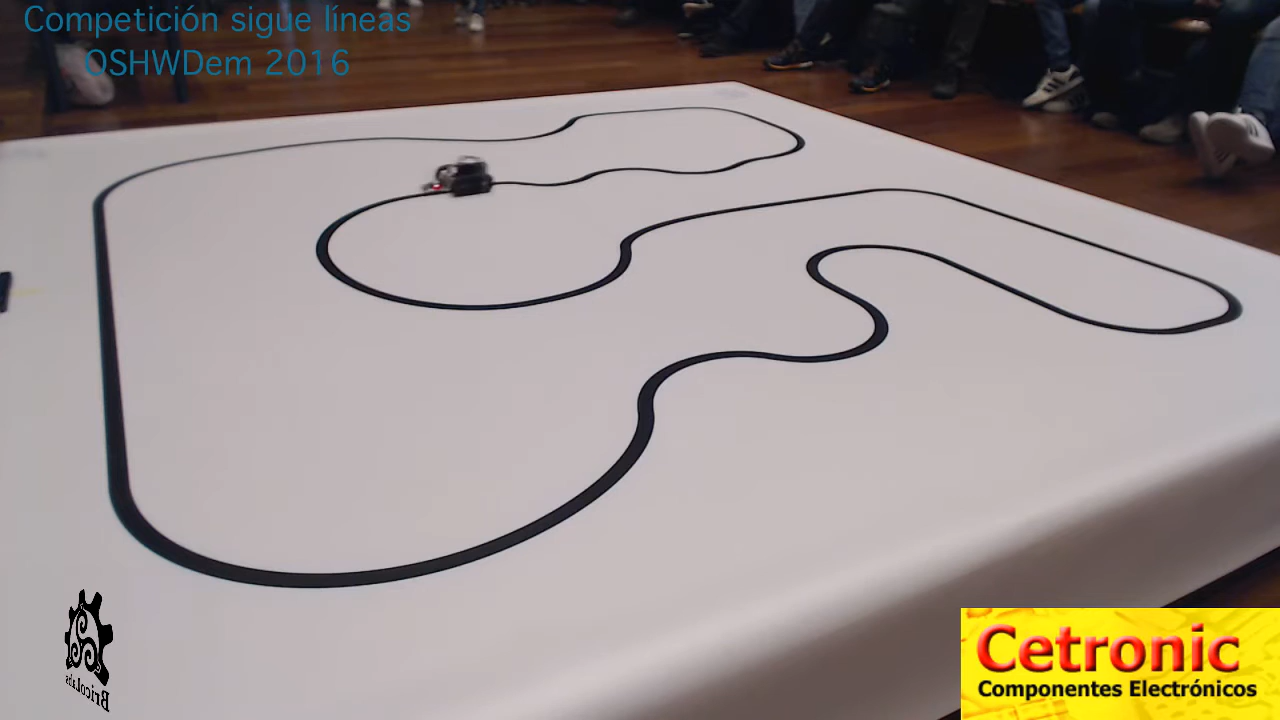 Competición sigue líneas
OSHWDem 2016
BricoLabs
Cetronic
Componentes Electrónicos